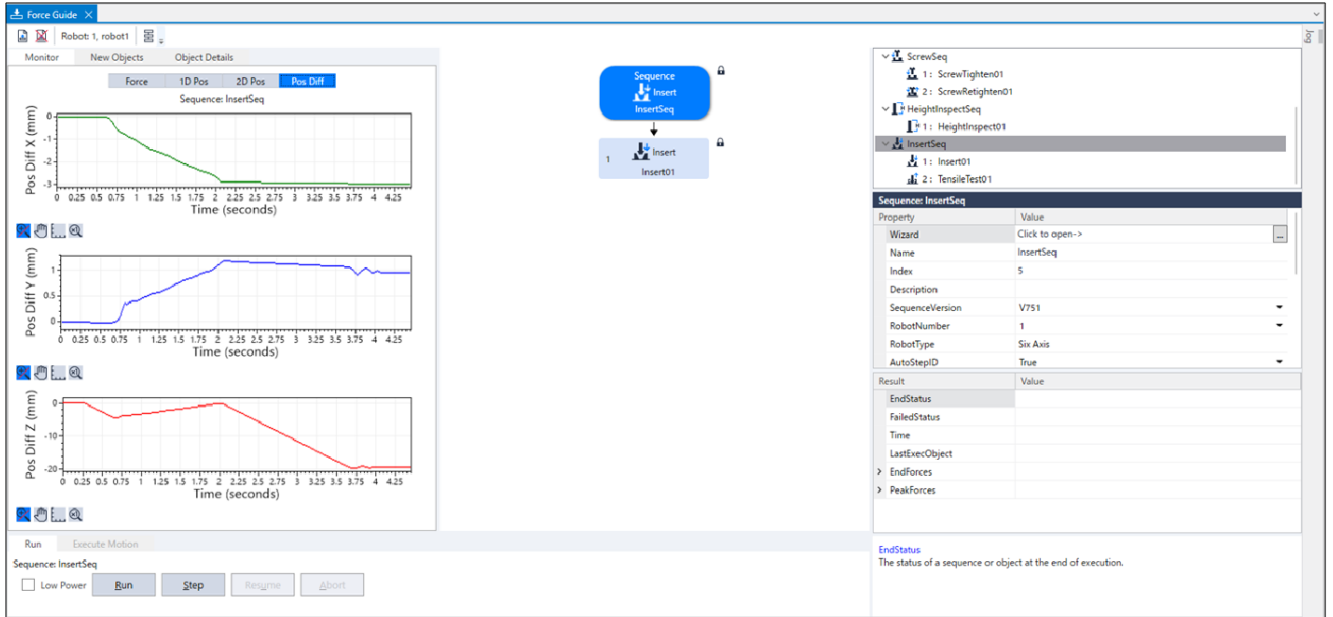 Force Guide
Jog
Robot: 1, robot1
Monitor New Objects Object Details
Force 1D Pos 2D Pos Pos Diff
Sequence: InsertSeq
Pos Diff X (mm)
0
-1
-2
-3
0 0.25 0.5 0.75 1 1.25 1.5 1.75 2 2.25 2.5 2.75 3 3.25 3.5 3.75 4 4.25
Time (seconds)
Pos Diff Y (mm)
1
0.5
0
0 0.25 0.5 0.75 1 1.25 1.5 1.75 2 2.25 2.5 2.75 3 3.25 3.5 3.75 4 4.25
Time (seconds)
Pos Diff Z (mm)
0
-10
-20
0 0.25 0.5 0.75 1 1.25 1.5 1.75 2 2.25 2.5 2.75 3 3.25 3.5 3.75 4 4.25
Time (seconds)
Run Execute Motion
Sequence: InsertSeq
Low Power Run Step Resume Abort
Sequence
Insert
InsertSeq
1 Insert
Insert01
ScrewSeq
1 : ScrewTighten01
2 : ScrewRetighten01
HeightInspectSeq
1 : HeightInspect01
InsertSeq
1 : Insert01
2 : TensileTest01
Sequence: InsertSeq
Property Value
Wizard Click to open-> ...
Name InsertSeq
Index 5
Description
SequenceVersion V751
RobotNumber 1
RobotType Six Axis
AutoStepID True
Result Value
EndStatus
FailedStatus
Time
LastExecObject
EndForces
PeakForces
EndStatus
The status of a sequence or object at the end of execution.